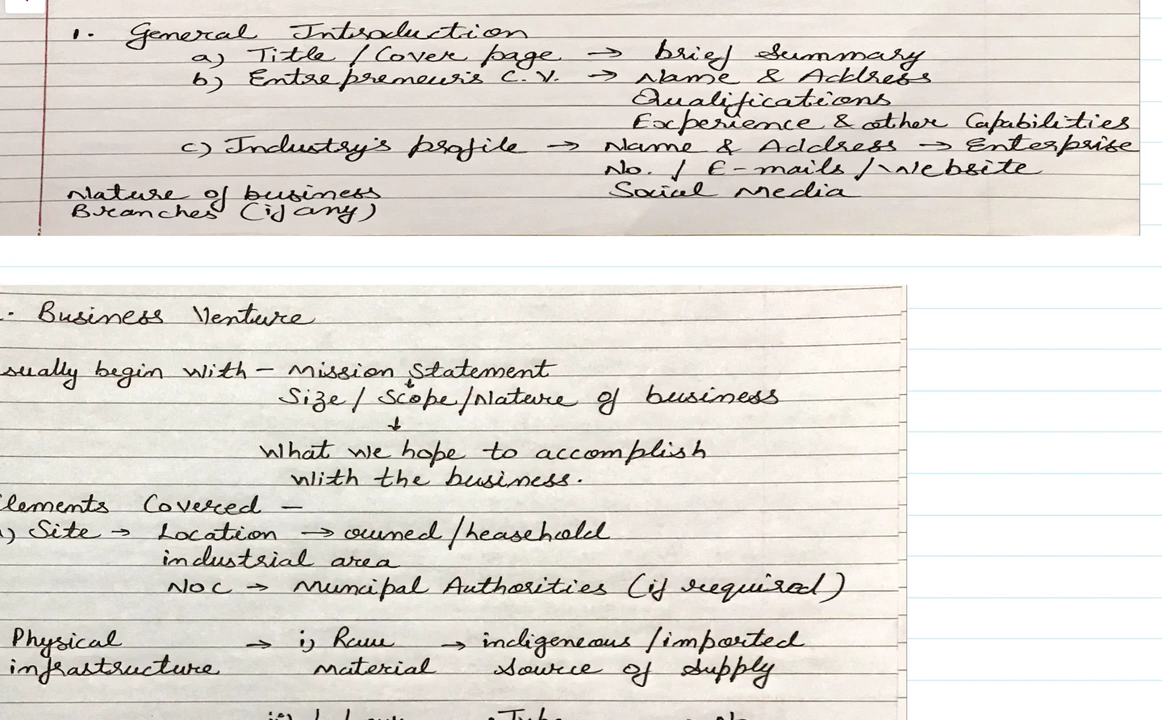 1. General Introduction
a) Title / Cover page → brief Summary
b) Entrepreneur's C.V. → Name & Address
Qualifications
Experience & other Capabilities
c) Industry's profile → Name & Address → Enterprise
No. / E-mails / Website
Nature of business Social Media
Branches (if any)
. Business Venture
sually begin with - Mission Statement
↓
Size / Scope / Nature of business
↓
What we hope to accomplish
with the business.
lements Covered -
) Site → Location → owned / leasehold
industrial area
NOC → Muncipal Authorities (if required)
Physical → i) Raw → indigeneous / imported
infrastructure material source of supply